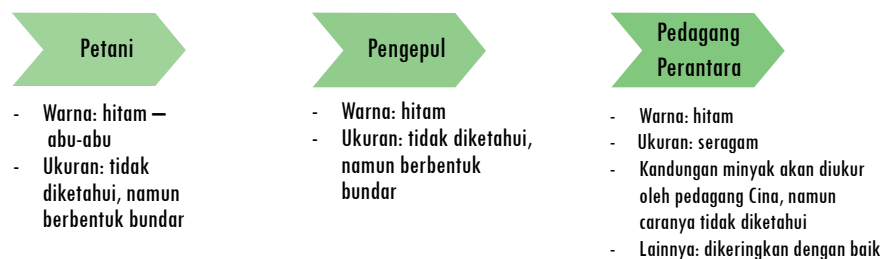 Petani
- Warna: hitam –
abu-abu
- Ukuran: tidak
diketahui, namun
berbentuk bundar
Pengepul
- Warna: hitam
- Ukuran: tidak diketahui,
namun berbentuk
bundar
Pedagang
Perantara
- Warna: hitam
- Ukuran: seragam
- Kandungan minyak akan diukur
oleh pedagang Cina, namun
caranya tidak diketahui
- Lainnya: dikeringkan dengan baik